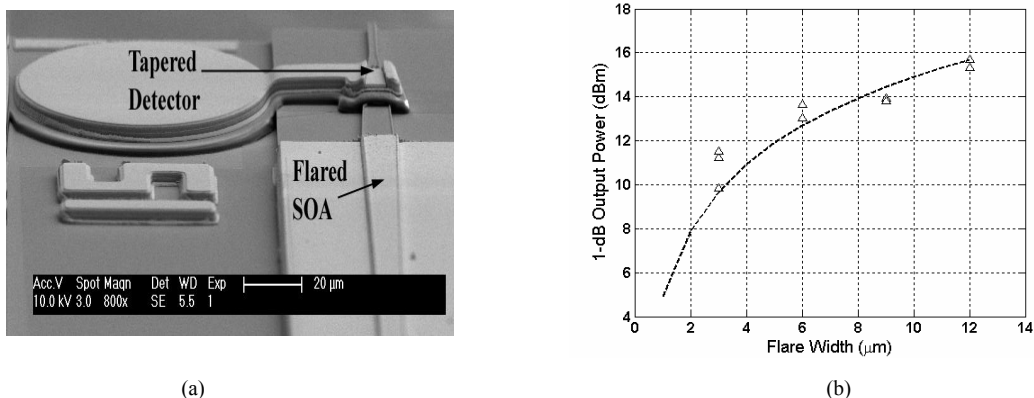 Tapered
Detector
Flared
SOA
Acc.V Spot Magn Det WD Exp
10.0 kV 3.0 800x SE 5.5 1 20 μm
(a)
1-dB Output Power (dBm)
18
16
14
12
10
8
6
4
0 2 4 6 8 10 12 14
Flare Width (μm)
(b)